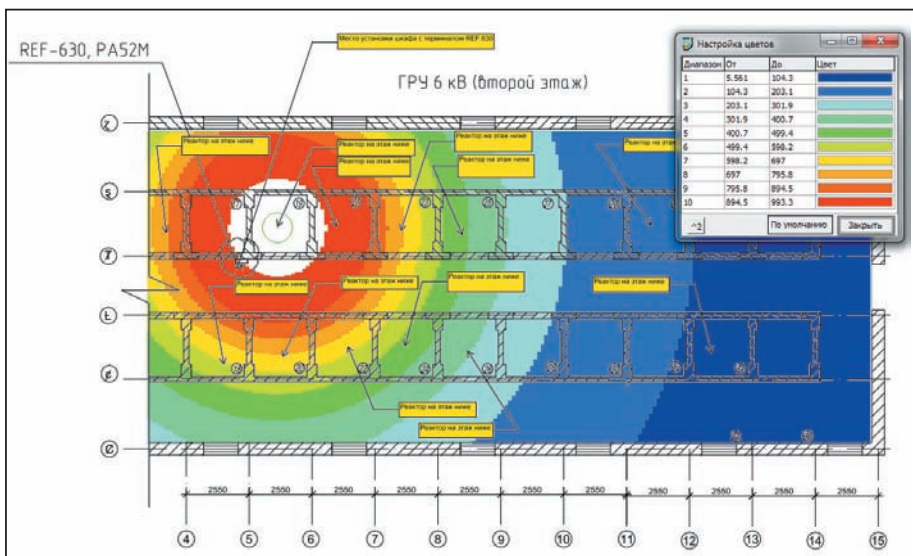 REF-630, РА52М
Место установки шкафа с терминалом REF 630
ГРУ 6 кВ (второй этаж)
Настройка цветов
Диапазон От До Цвет
1 5.561 104.3
2 104.3 203.1
3 203.1 301.9
4 301.9 400.7
5 400.7 499.4
6 499.4 598.2
7 598.2 697
8 697 795.8
9 795.8 894.5
10 894.5 993.3
По умолчанию Закрыть
Реактор на этаж ниже
Реактор на этаж ниже
Реактор на этаж ниже
Реактор на этаж ниже
Реактор на этаж ниже
Реактор на этаж ниже
Реактор на этаж ниже
Реактор на этаж ниже
Реактор на этаж ниже
Реактор на этаж ниже
Реактор на этаж ниже
2550 2550 2550 2550 2550 2550 2550 2550 2550 2550 2550
4 5 6 7 8 9 10 11 12 13 14 15